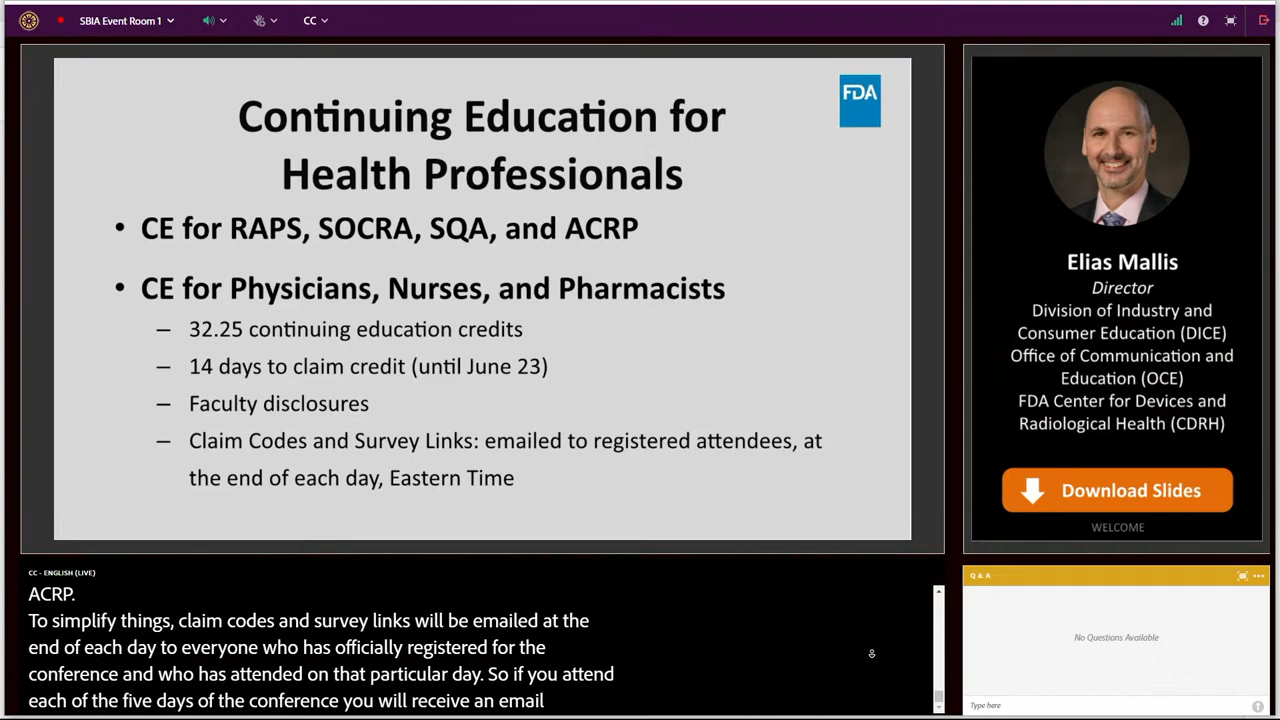 SBIA Event Room 1
CC
Continuing Education for
Health Professionals
FDA
• CE for RAPS, SOCRA, SQA, and ACRP
• CE for Physicians, Nurses, and Pharmacists
– 32.25 continuing education credits
– 14 days to claim credit (until June 23)
– Faculty disclosures
– Claim Codes and Survey Links: emailed to registered attendees, at
the end of each day, Eastern Time
Elias Mallis
Director
Division of Industry and
Consumer Education (DICE)
Office of Communication and
Education (OCE)
FDA Center for Devices and
Radiological Health (CDRH)
Download Slides
WELCOME
CC - ENGLISH (LIVE)
ACRP.
To simplify things, claim codes and survey links will be emailed at the
end of each day to everyone who has officially registered for the
conference and who has attended on that particular day. So if you attend
each of the five days of the conference you will receive an email
Q & A
No Questions Available
Type here